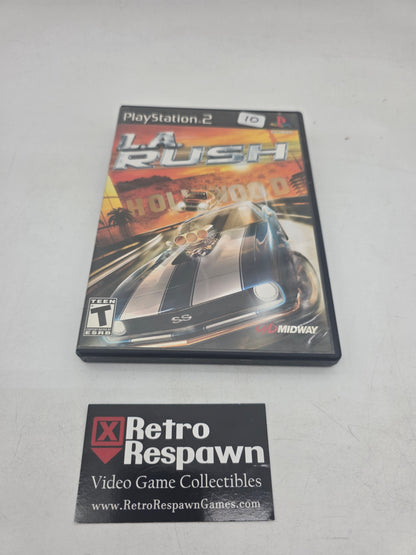 PlayStation.2
10
L.A.
RUSH
HOLLYWOOD
SS
TEEN
T
ESRB
MIDWAY
Retro
Respawn
Video Game Collectibles
www.RetroRespawnGames.com